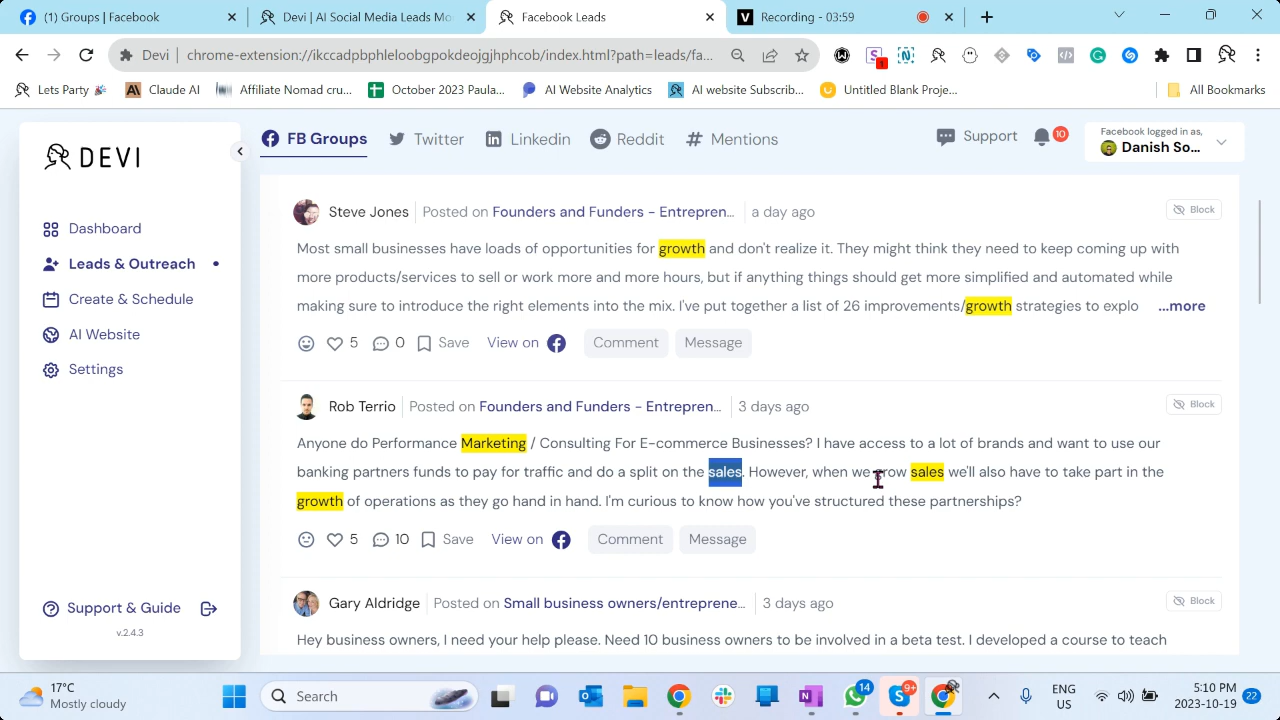 (1) Groups | Facebook
Devi | AI Social Media Leads Mo
Facebook Leads
Recording - 03:59
Devi
chrome-extension://ikccadpbphleloobgpokdeojgjhphcob/index.html?path=leads/fa...
Lets Party
Claude AI
Affiliate Nomad cru...
October 2023 Paula...
AI Website Analytics
AI website Subscrib...
Untitled Blank Proje...
All Bookmarks
DEVI
Dashboard
Leads & Outreach
Create & Schedule
AI Website
Settings
Support & Guide
v.2.4.3
FB Groups
Twitter
Linkedin
Reddit
Mentions
Support
10
Facebook logged in as,
Danish So...
Steve Jones
Posted on Founders and Funders - Entrepren...
a day ago
Block
Most small businesses have loads of opportunities for growth and don't realize it. They might think they need to keep coming up with
more products/services to sell or work more and more hours, but if anything things should get more simplified and automated while
making sure to introduce the right elements into the mix. I've put together a list of 26 improvements/growth strategies to explo ...more
5
0
Save
View on
Comment
Message
Rob Terrio
Posted on Founders and Funders - Entrepren...
3 days ago
Block
Anyone do Performance Marketing / Consulting For E-commerce Businesses? I have access to a lot of brands and want to use our
banking partners funds to pay for traffic and do a split on the sales. However, when we grow sales we'll also have to take part in the
growth of operations as they go hand in hand. I'm curious to know how you've structured these partnerships?
5
10
Save
View on
Comment
Message
Gary Aldridge
Posted on Small business owners/entreprene...
3 days ago
Block
Hey business owners, I need your help please. Need 10 business owners to be involved in a beta test. I developed a course to teach
17°C
Mostly cloudy
Search
14
9+
ENG
US
5:10 PM
2023-10-19
22